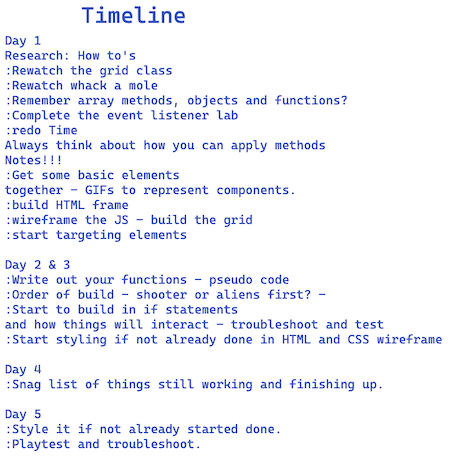 Timeline
Day 1
Research: How to's
:Rewatch the grid class
:Rewatch whack a mole
:Remember array methods, objects and functions?
:Complete the event listener lab
:redo Time
Always think about how you can apply methods
Notes!!!
:Get some basic elements
together - GIFs to represent components.
:build HTML frame
:wireframe the JS - build the grid
:start targeting elements
Day 2 & 3
:Write out your functions - pseudo code
:Order of build - shooter or aliens first? -
:Start to build in if statements
and how things will interact - troubleshoot and test
:Start styling if not already done in HTML and CSS wireframe
Day 4
:Snag list of things still working and finishing up.
Day 5
:Style it if not already started done.
:Playtest and troubleshoot.